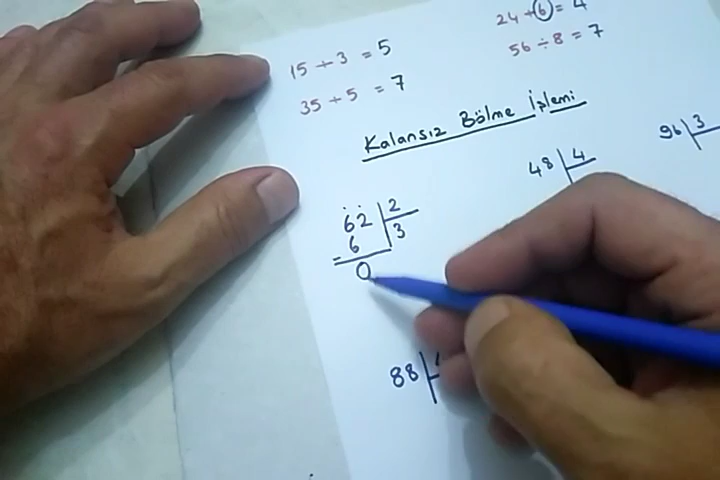 15 ÷ 3 = 5
24 ÷ 6 = 4
35 ÷ 5 = 7
56 ÷ 8 = 7
Kalansız Bölme İşlemi
62 2
6 3
0
48 4
96 3
88